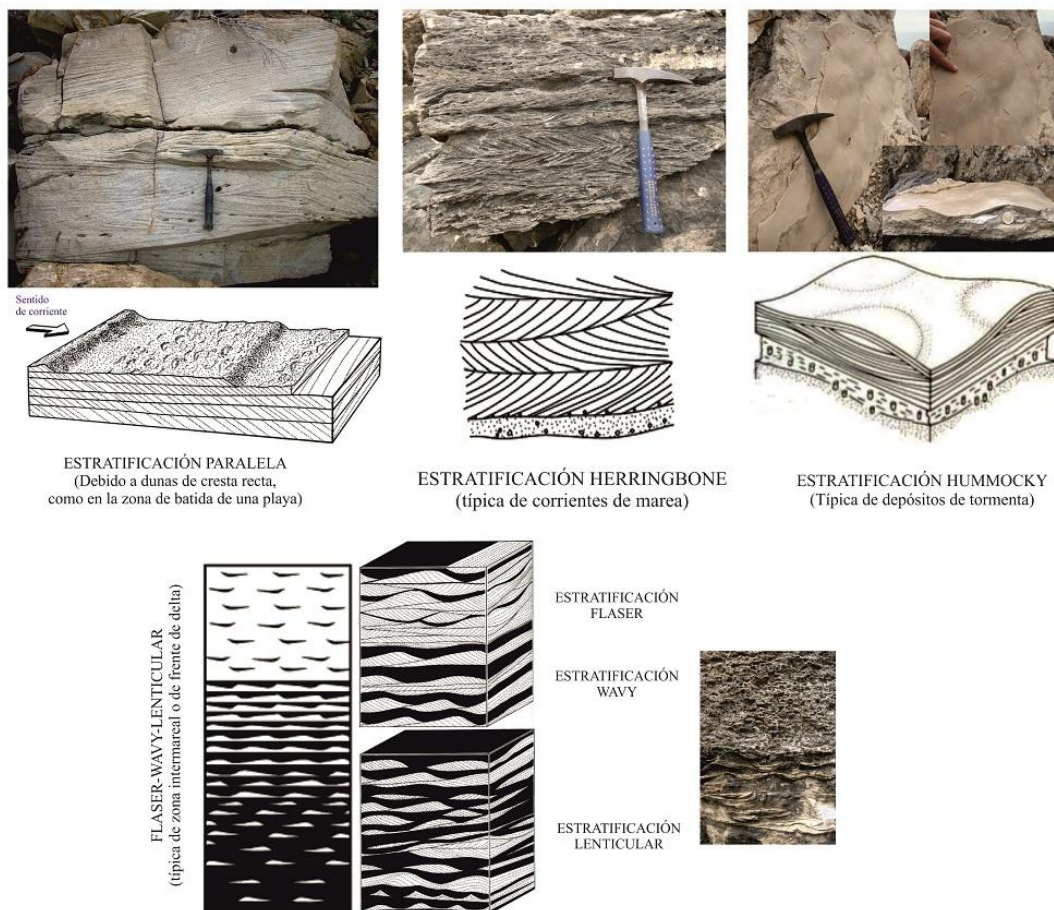 Sentido
de corriente
ESTRATIFICACIÓN PARALELA
(Debido a dunas de cresta recta,
como en la zona de batida de una playa)
ESTRATIFICACIÓN HERRINGBONE
(típica de corrientes de marea)
ESTRATIFICACIÓN HUMMOCKY
(Típica de depósitos de tormenta)
FLASER-WAVY-LENTICULAR
(típica de zona intermareal o de frente de delta)
ESTRATIFICACIÓN
FLASER
ESTRATIFICACIÓN
WAVY
ESTRATIFICACIÓN
LENTICULAR